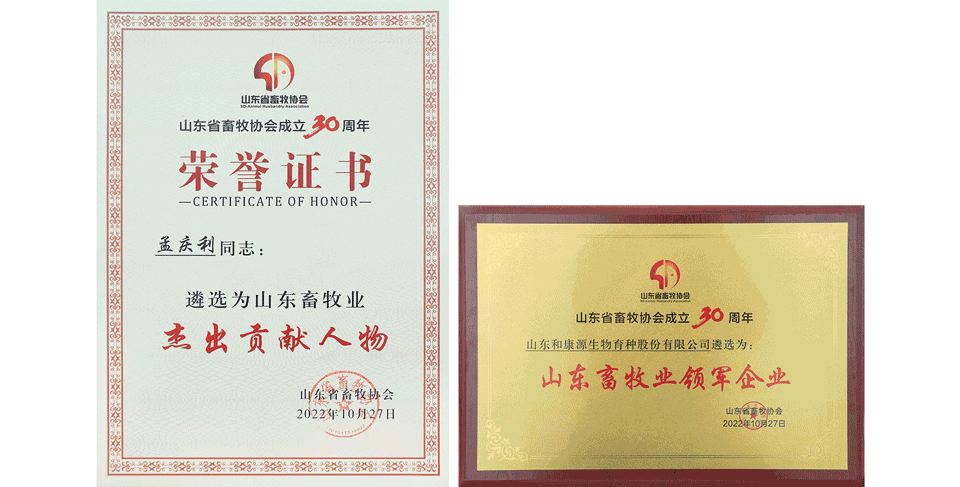 山东省畜牧协会
SD-Animal Husbandry Association
山东省畜牧协会成立30周年
荣誉证书
—CERTIFICATE OF HONOR—
孟庆利同志：
遴选为山东畜牧业
杰出贡献人物
山东省畜牧协会
2022年10月27日
山东省畜牧协会
山东省畜牧协会成立30周年
山东和康源生物育种股份有限公司遴选为：
山东畜牧业领军企业
山东省畜牧协会
2022年10月27日